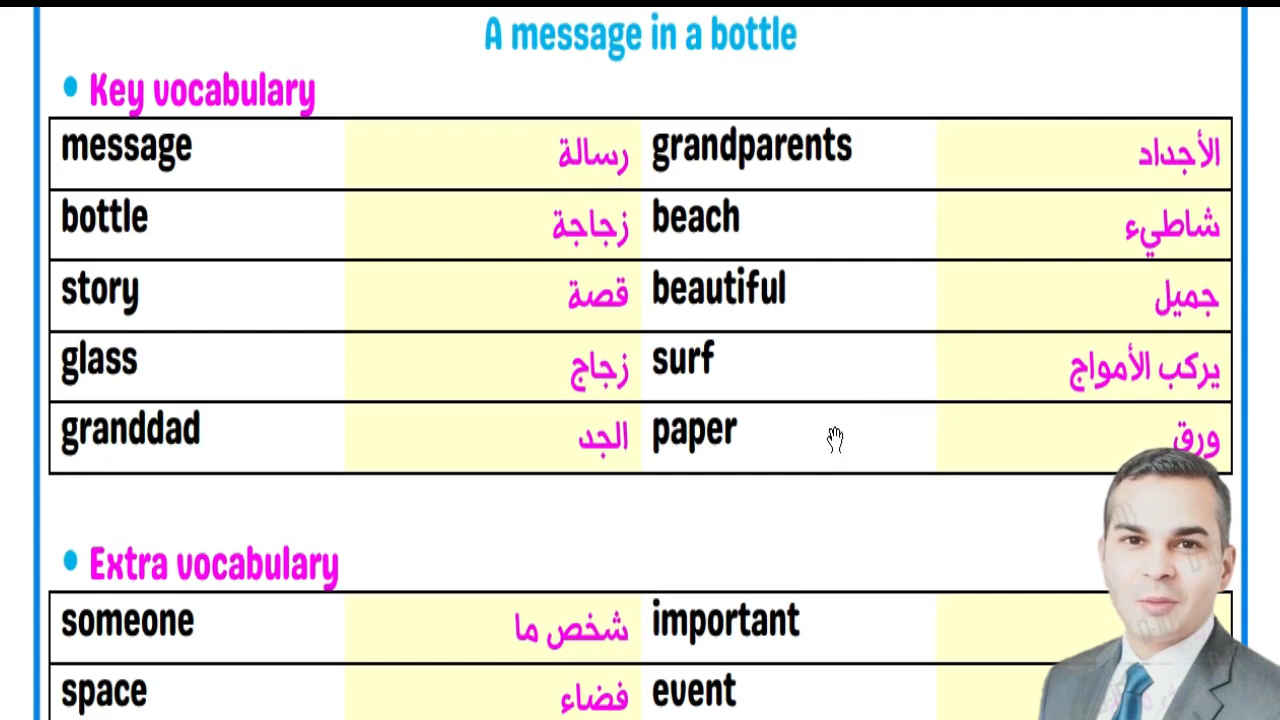 A message in a bottle
• Key vocabulary
message رسالة grandparents الأجداد
bottle زجاجة beach شاطيء
story قصة beautiful جميل
glass زجاج surf يركب الأمواج
granddad الجد paper ورق
• Extra vocabulary
someone شخص ما important
space فضاء event